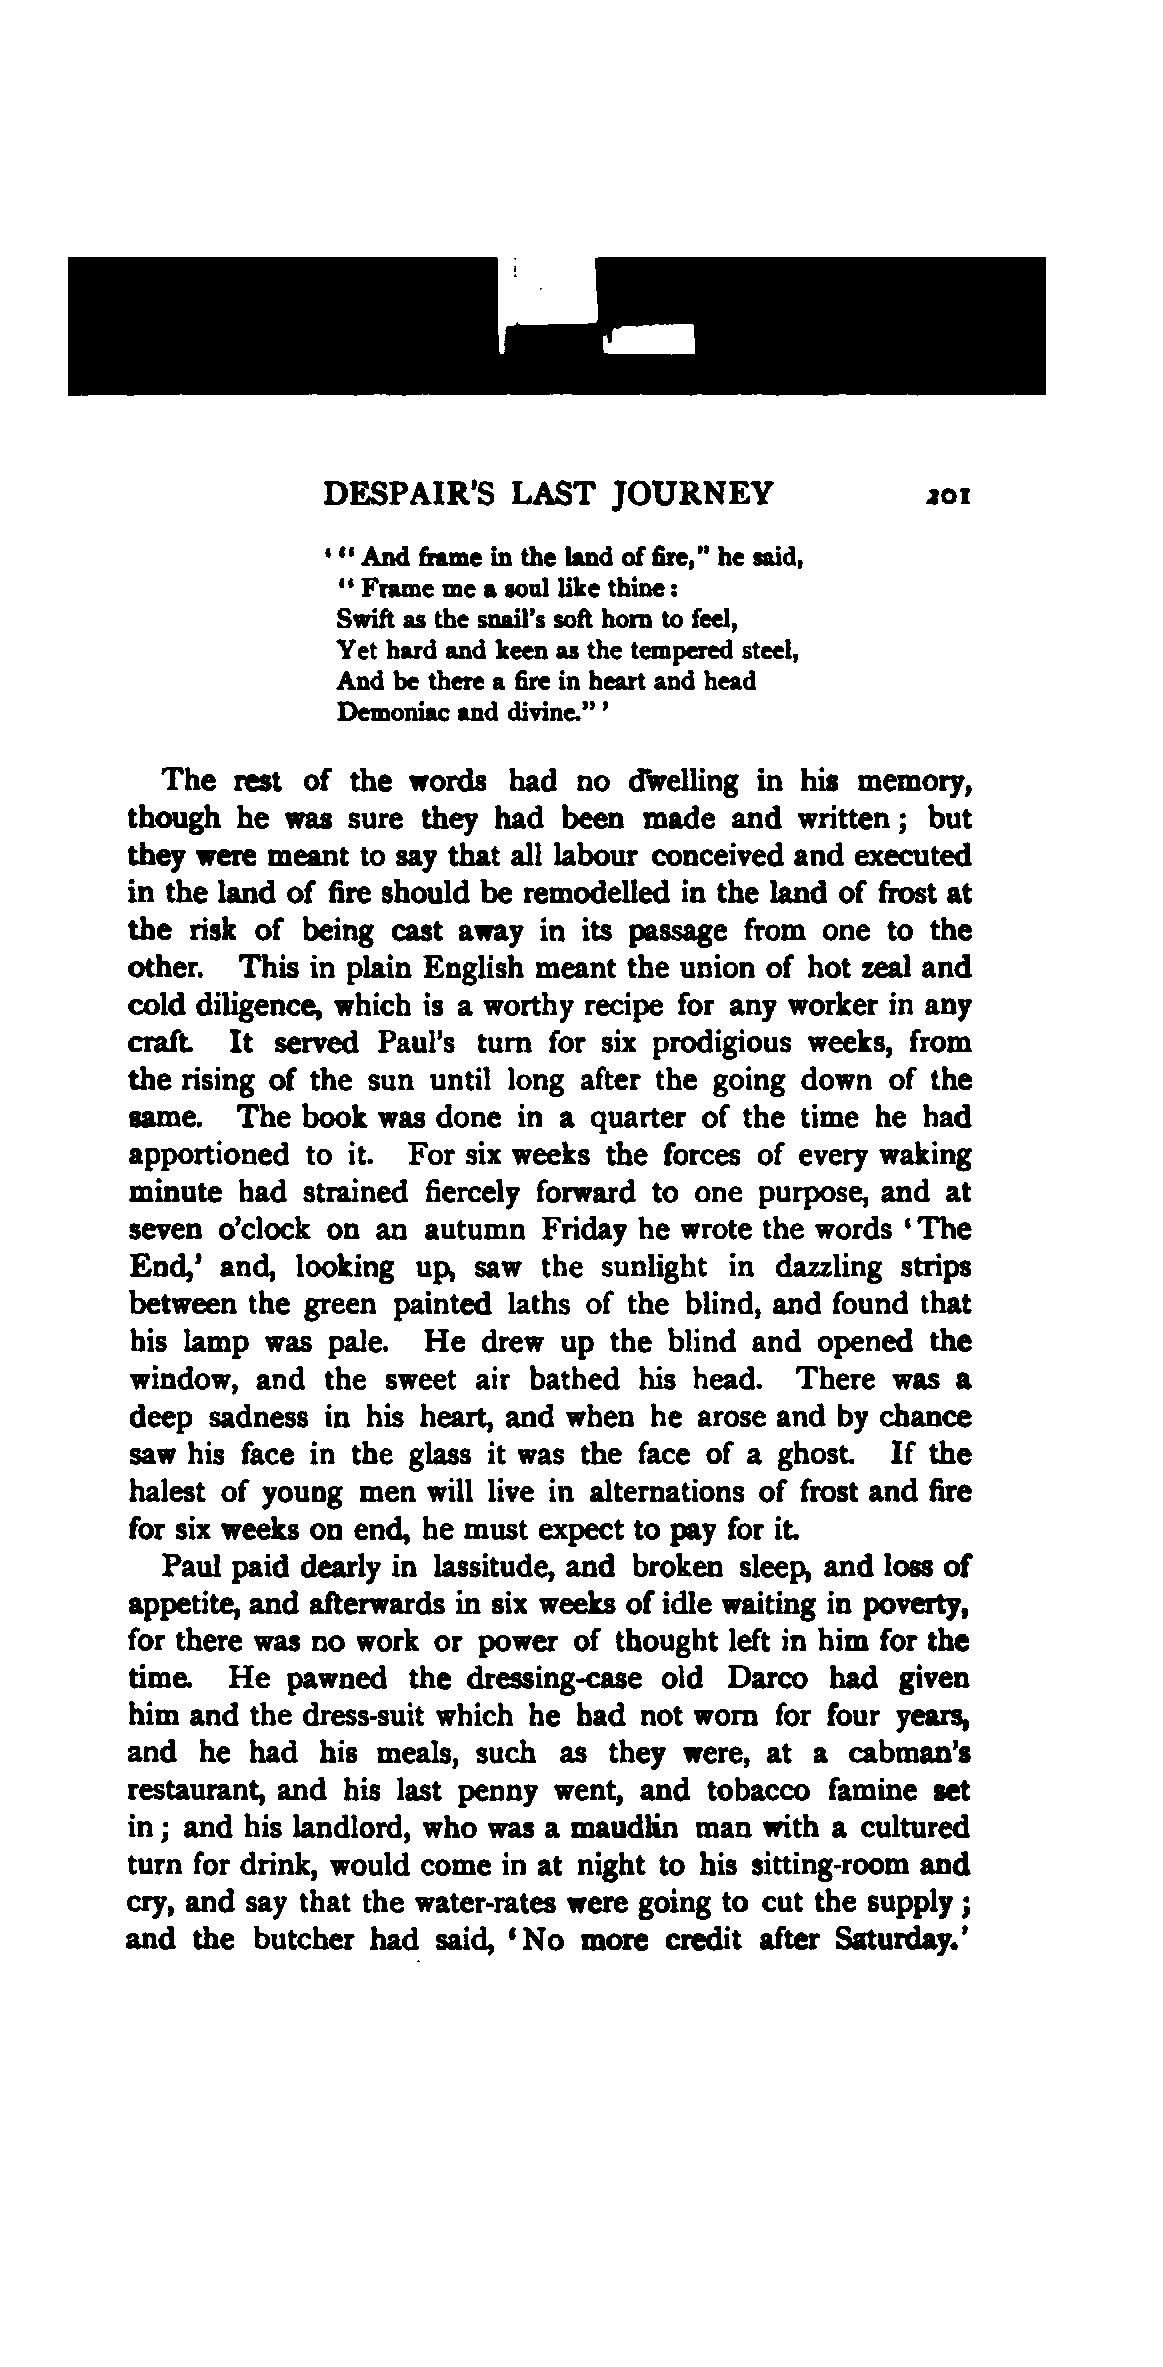 DESPAIR'S LAST JOURNEY 201
‘ “ And frame in the land of fire,” he said,
“ Frame me a soul like thine :
Swift as the snail's soft horn to feel,
Yet hard and keen as the tempered steel,
And be there a fire in heart and head
Demoniac and divine.” ’
The rest of the words had no dwelling in his memory,
though he was sure they had been made and written ; but
they were meant to say that all labour conceived and executed
in the land of fire should be remodelled in the land of frost at
the risk of being cast away in its passage from one to the
other. This in plain English meant the union of hot zeal and
cold diligence, which is a worthy recipe for any worker in any
craft. It served Paul's turn for six prodigious weeks, from
the rising of the sun until long after the going down of the
same. The book was done in a quarter of the time he had
apportioned to it. For six weeks the forces of every waking
minute had strained fiercely forward to one purpose, and at
seven o'clock on an autumn Friday he wrote the words ‘ The
End,’ and, looking up, saw the sunlight in dazzling strips
between the green painted laths of the blind, and found that
his lamp was pale. He drew up the blind and opened the
window, and the sweet air bathed his head. There was a
deep sadness in his heart, and when he arose and by chance
saw his face in the glass it was the face of a ghost. If the
halest of young men will live in alternations of frost and fire
for six weeks on end, he must expect to pay for it.
Paul paid dearly in lassitude, and broken sleep, and loss of
appetite, and afterwards in six weeks of idle waiting in poverty,
for there was no work or power of thought left in him for the
time. He pawned the dressing-case old Darco had given
him and the dress-suit which he had not worn for four years,
and he had his meals, such as they were, at a cabman's
restaurant, and his last penny went, and tobacco famine set
in ; and his landlord, who was a maudlin man with a cultured
turn for drink, would come in at night to his sitting-room and
cry, and say that the water-rates were going to cut the supply ;
and the butcher had said, ‘ No more credit after Saturday.’